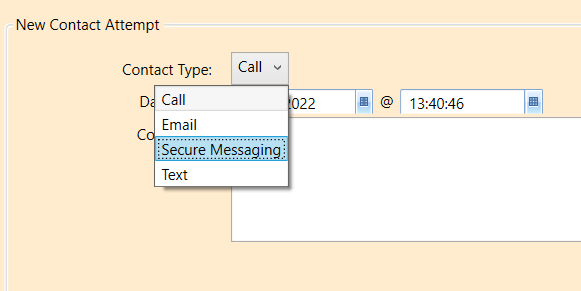 New Contact Attempt
Contact Type: Call
Call
2022 @ 13:40:46
Email
Secure Messaging
Text